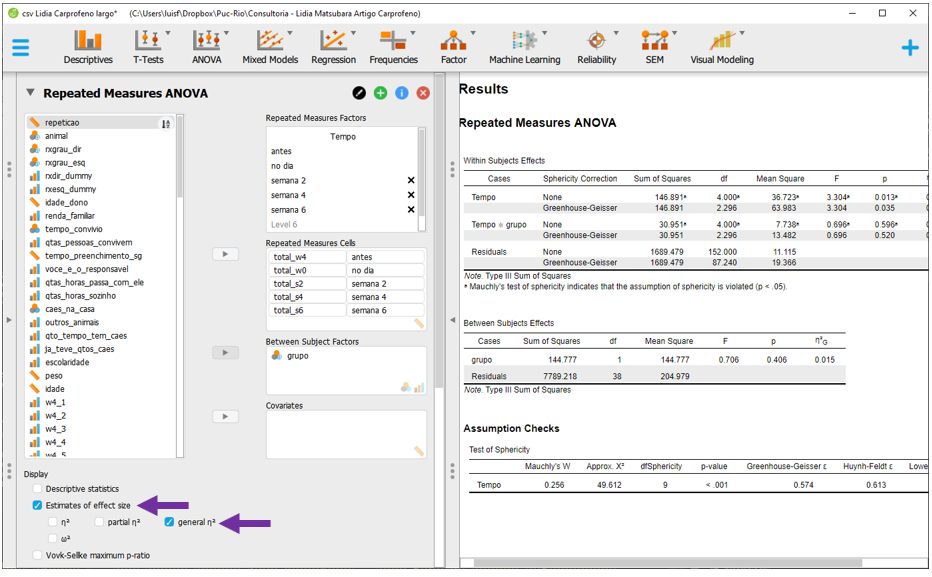 csv Lidia Carprofeno largo* (C:\Users\luisf\Dropbox\Puc-Rio\Consultoria - Lidia Matsubara Artigo Carprofeno)
Descriptives T-Tests ANOVA Mixed Models Regression Frequencies Factor Machine Learning Reliability SEM Visual Modeling
Repeated Measures ANOVA
repeticao
animal
rxgrau_dir
rxgrau_esq
rxdir_dummy
rxesq_dummy
idade_dono
renda_familiar
tempo_convivio
qtas_pessoas_convivem
tempo_preenchimento_sg
voce_e_o_responsavel
qtas_horas_passa_com_ele
qtas_horas_sozinho
caes_na_casa
outros_animais
qto_tempo_tem_caes
ja_teve_qtos_caes
escolaridade
peso
idade
w4_1
w4_2
w4_3
w4_4
w4_5
Repeated Measures Factors
Tempo
antes
no dia
semana 2
semana 4
semana 6
Level 6
Repeated Measures Cells
total_w4 antes
total_w0 no dia
total_s2 semana 2
total_s4 semana 4
total_s6 semana 6
Between Subject Factors
grupo
Covariates
Display
Descriptive statistics
Estimates of effect size
η² partial η² general η²
ω²
Vovk-Sellke maximum p-ratio
Results
Repeated Measures ANOVA
Within Subjects Effects
Cases Sphericity Correction Sum of Squares df Mean Square F p
Tempo None 146.891ᵃ 4.000ᵃ 36.723ᵃ 3.304ᵃ 0.013ᵃ
Greenhouse-Geisser 146.891 2.296 63.983 3.304 0.035
Tempo ✻ grupo None 30.951ᵃ 4.000ᵃ 7.738ᵃ 0.696ᵃ 0.596ᵃ
Greenhouse-Geisser 30.951 2.296 13.482 0.696 0.520
Residuals None 1689.479 152.000 11.115
Greenhouse-Geisser 1689.479 87.240 19.366
Note. Type III Sum of Squares
ᵃ Mauchly's test of sphericity indicates that the assumption of sphericity is violated (p < .05).
Between Subjects Effects
Cases Sum of Squares df Mean Square F p η²G
grupo 144.777 1 144.777 0.706 0.406 0.015
Residuals 7789.218 38 204.979
Note. Type III Sum of Squares
Assumption Checks
Test of Sphericity
Mauchly's W Approx. X² dfSphericity p-value Greenhouse-Geisser ε Huynh-Feldt ε Lowe
Tempo 0.256 49.612 9 < .001 0.574 0.613